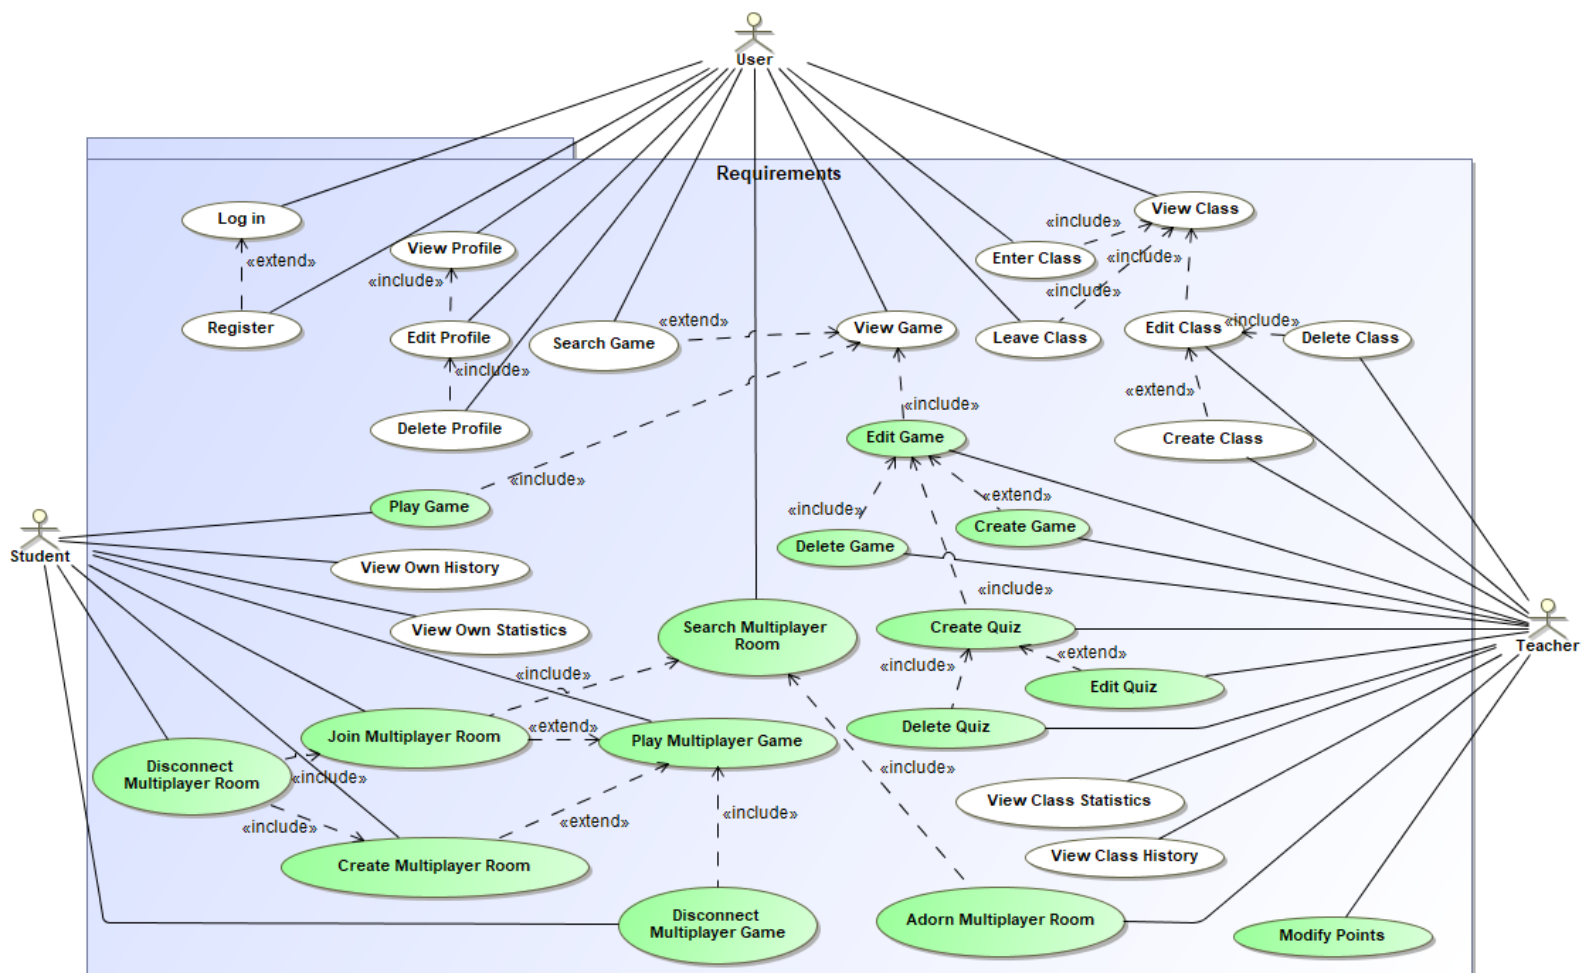 User
Requirements
Log in
View Class
«include»
View Profile
«extend»
Enter Class
«include»
«include»
«include»
Register
«extend»
View Game
Edit Class
«include»
Edit Profile
Search Game
Leave Class
Delete Class
«include»
«extend»
«include»
Delete Profile
Edit Game
Create Class
«include»
Play Game
«extend»
«include»
Create Game
Student
Delete Game
View Own History
«include»
View Own Statistics
Search Multiplayer
Room
Create Quiz
Teacher
«extend»
«include»
«include»
Edit Quiz
Join Multiplayer Room
«extend»
Play Multiplayer Game
Delete Quiz
Disconnect
Multiplayer Room
«include»
«include»
View Class Statistics
«include»
«extend»
«include»
Create Multiplayer Room
View Class History
Disconnect
Multiplayer Game
Adorn Multiplayer Room
Modify Points